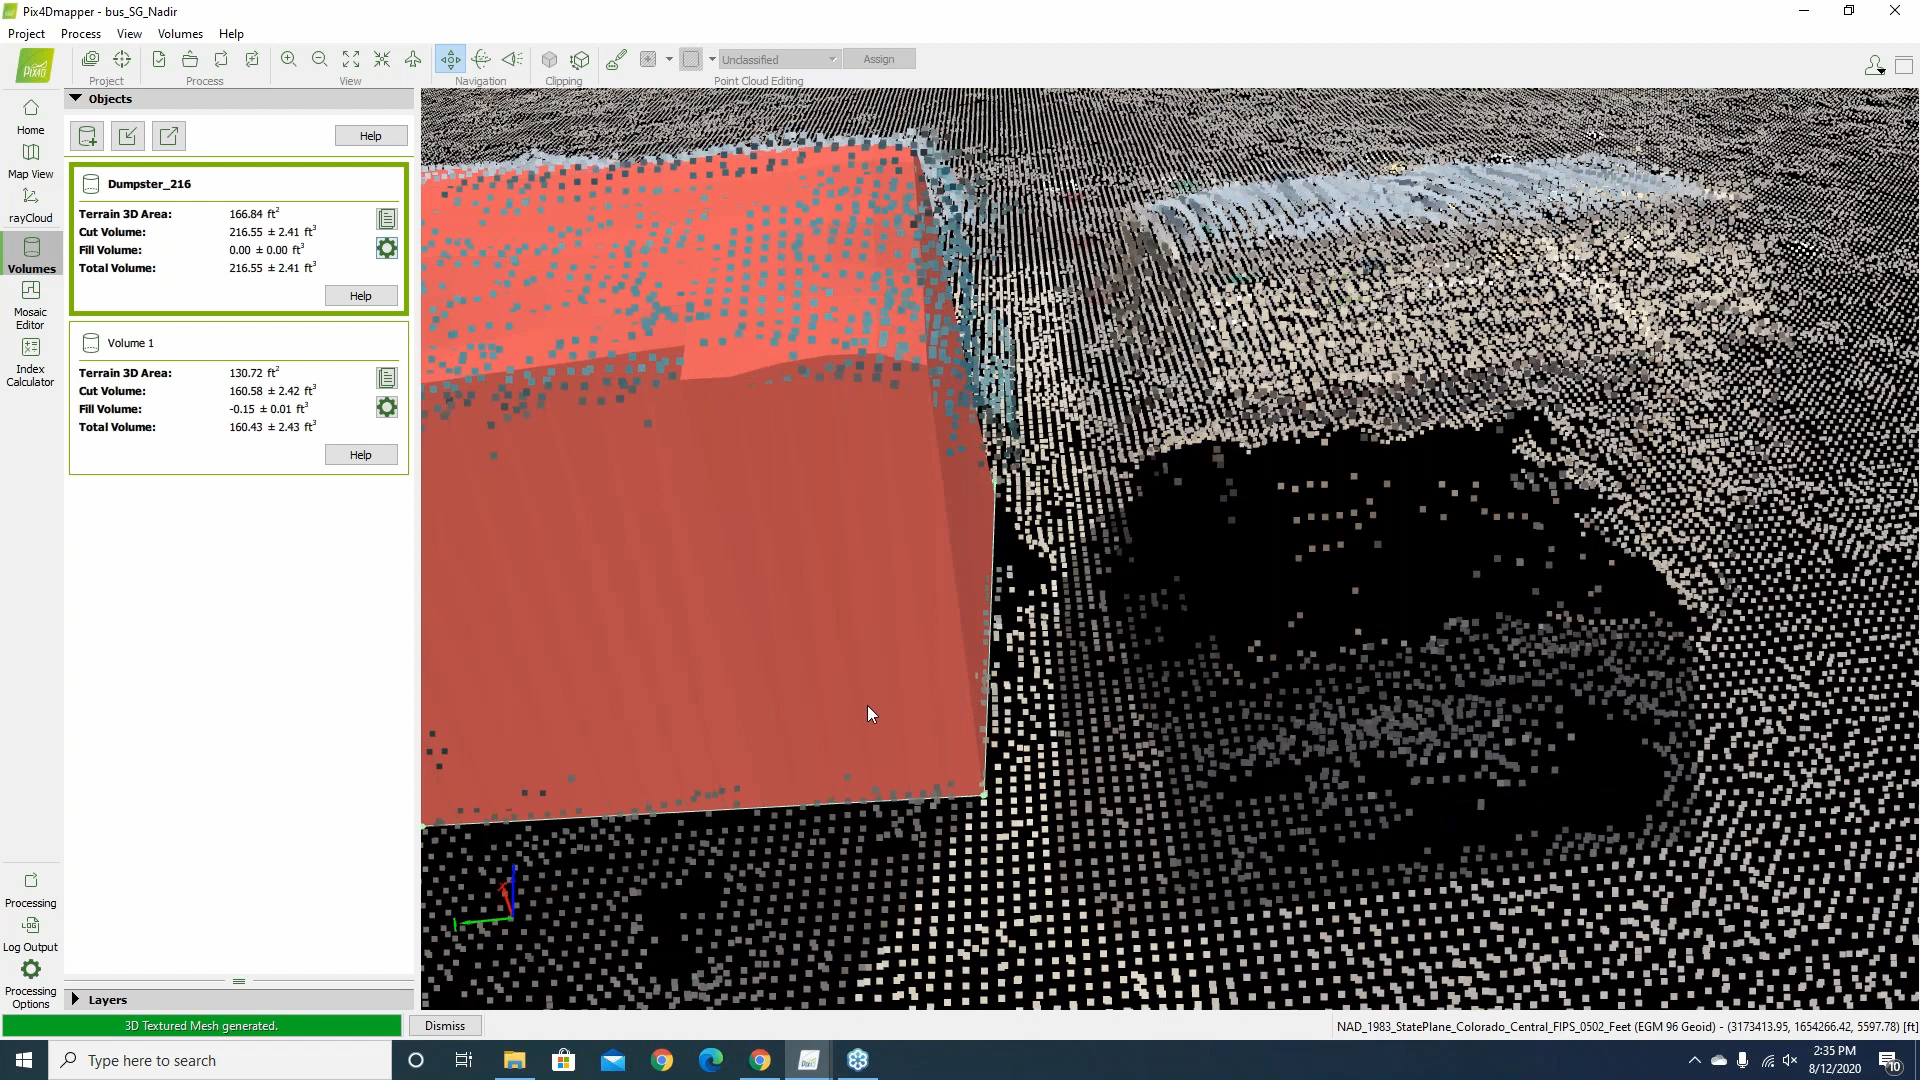 Pix4Dmapper - bus_SG_Nadir
Project Process View Volumes Help
PIX4D
Unclassified
Assign
Project
Process
View
Navigation
Clipping
Point Cloud Editing
Objects
Home
Map View
rayCloud
Volumes
Mosaic
Editor
Index
Calculator
Help
Dumpster_216
Terrain 3D Area: 166.84 ft²
Cut Volume: 216.55 ± 2.41 ft³
Fill Volume: 0.00 ± 0.00 ft³
Total Volume: 216.55 ± 2.41 ft³
Help
Volume 1
Terrain 3D Area: 130.72 ft²
Cut Volume: 160.58 ± 2.42 ft³
Fill Volume: -0.15 ± 0.01 ft³
Total Volume: 160.43 ± 2.43 ft³
Help
Processing
Log Output
Processing
Options
Layers
3D Textured Mesh generated.
Dismiss
NAD_1983_StatePlane_Colorado_Central_FIPS_0502_Feet (EGM 96 Geoid) - (3173413.95, 1654266.42, 5597.78) [ft]
Type here to search
2:35 PM
8/12/2020
10